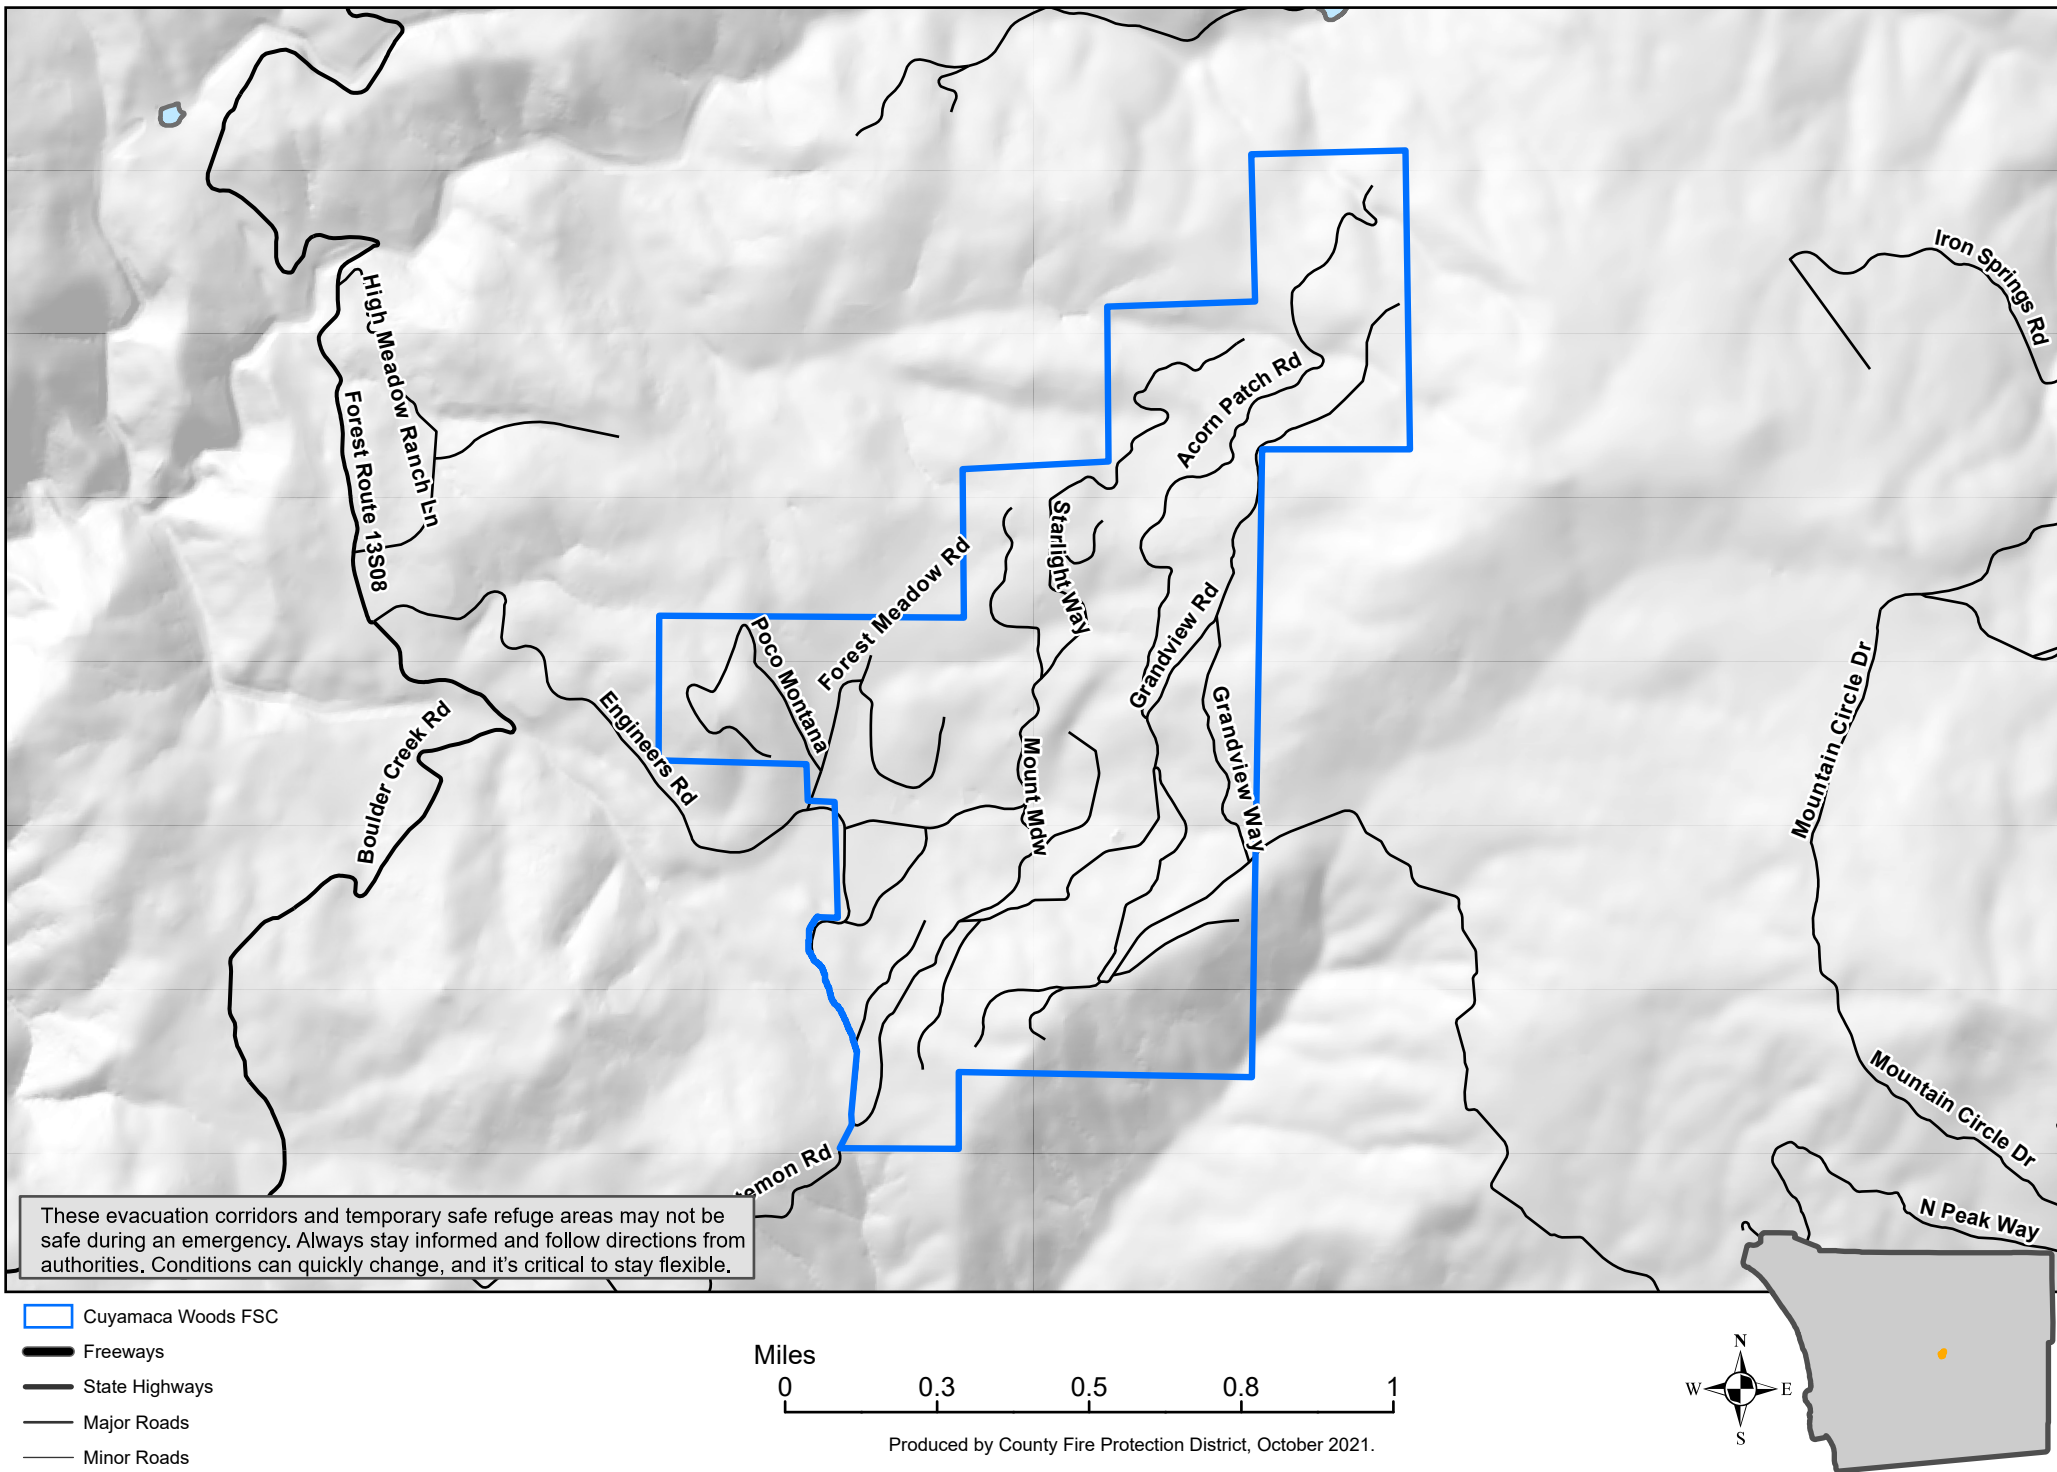 Iron Springs Rd
High Meadow Ranch Ln
Forest Route 13S08
Acorn Patch Rd
Starlight Way
Forest Meadow Rd
Poco Montana
Grandview Rd
Engineers Rd
Boulder Creek Rd
Mount Mdw
Grandview Way
Mountain Circle Dr
Mountain Circle Dr
N Peak Way
temon Rd
These evacuation corridors and temporary safe refuge areas may not be
safe during an emergency. Always stay informed and follow directions from
authorities. Conditions can quickly change, and it's critical to stay flexible.
Cuyamaca Woods FSC
Freeways
State Highways
Major Roads
Minor Roads
Miles
0 0.3 0.5 0.8 1
Produced by County Fire Protection District, October 2021.
N
W E
S